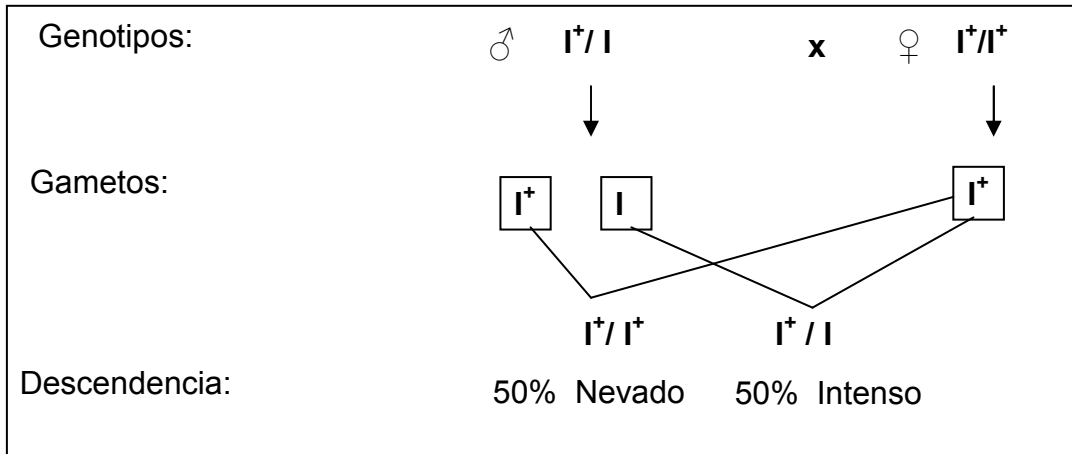 Genotipos: ♂ I⁺/ I x ♀ I⁺/I⁺
Gametos: I⁺ I I⁺
I⁺/ I⁺ I⁺ / I
Descendencia: 50% Nevado 50% Intenso